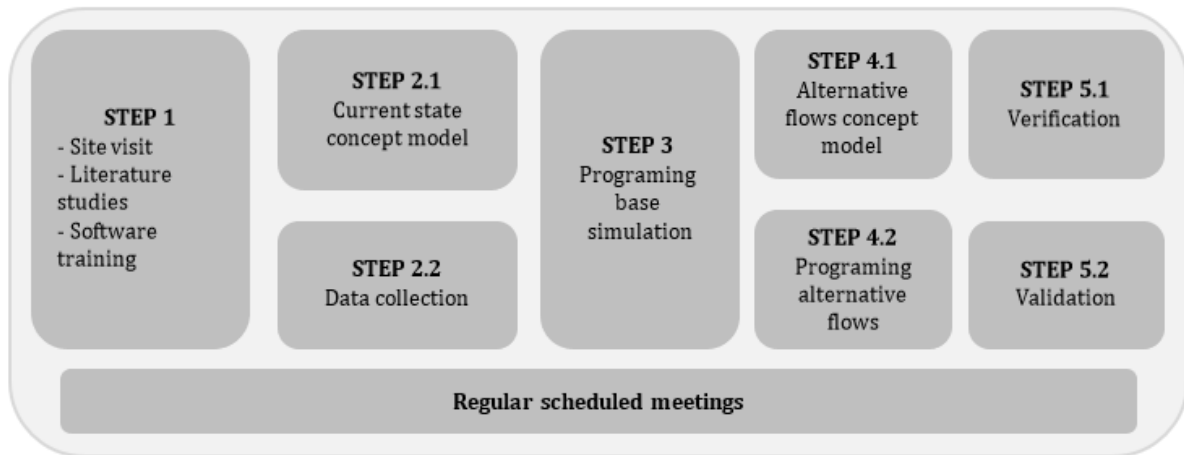 STEP 1
- Site visit
- Literature
studies
- Software
training
STEP 2.1
Current state
concept model
STEP 2.2
Data collection
STEP 3
Programing
base
simulation
STEP 4.1
Alternative
flows concept
model
STEP 4.2
Programing
alternative
flows
STEP 5.1
Verification
STEP 5.2
Validation
Regular scheduled meetings